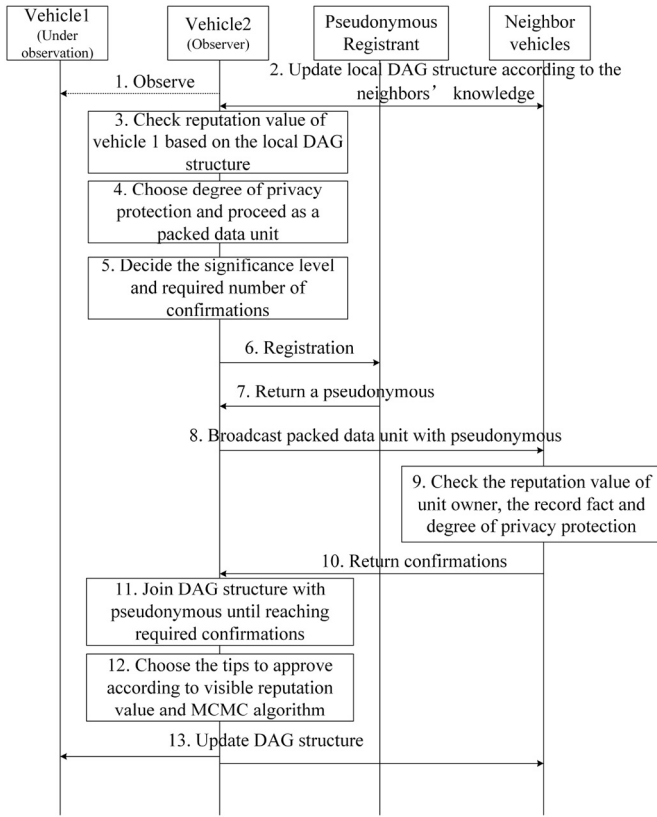 Vehicle1
(Under
observation)
Vehicle2
(Observer)
Pseudonymous
Registrant
Neighbor
vehicles
1. Observe
2. Update local DAG structure according to the
neighbors’ knowledge
3. Check reputation value of
vehicle 1 based on the local DAG
structure
4. Choose degree of privacy
protection and proceed as a
packed data unit
5. Decide the significance level
and required number of
confirmations
6. Registration
7. Return a pseudonymous
8. Broadcast packed data unit with pseudonymous
9. Check the reputation value of
unit owner, the record fact and
degree of privacy protection
10. Return confirmations
11. Join DAG structure with
pseudonymous until reaching
required confirmations
12. Choose the tips to approve
according to visible reputation
value and MCMC algorithm
13. Update DAG structure